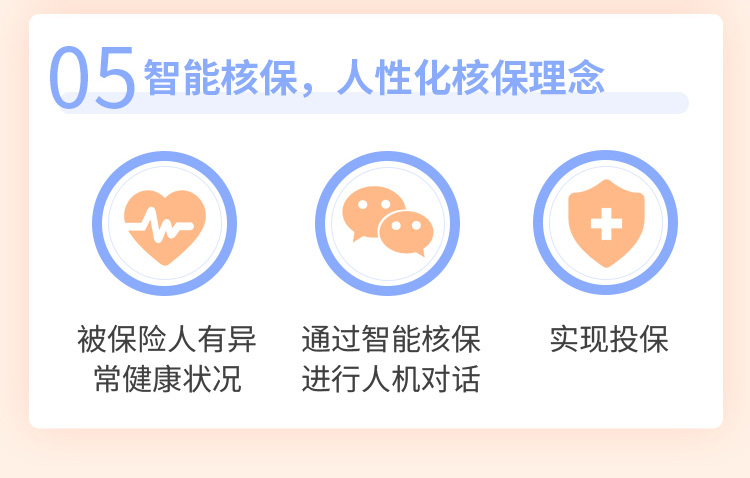 05 智能核保，人性化核保理念
被保险人有异
常健康状况
通过智能核保
进行人机对话
实现投保